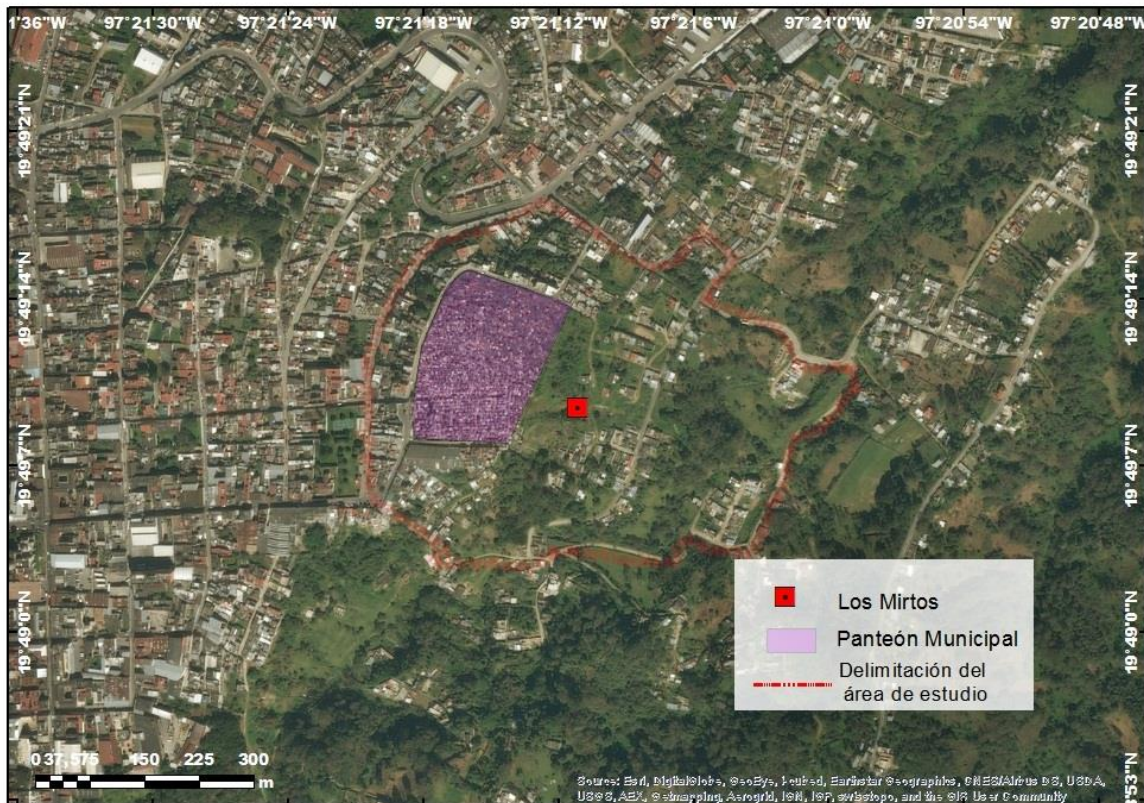 1'36"W 97°21'30"W 97°21'24"W 97°21'18"W 97°21'12"W 97°21'6"W 97°21'0"W 97°20'54"W 97°20'48"W
19°49'21"N
19°49'14"N
19°49'7"N
19°49'0"N
19°49'21"N
19°49'14"N
19°49'7"N
19°49'0"N
5'53"N
Los Mirtos
Panteón Municipal
Delimitación del
área de estudio
0 37.575 150 225 300
m
Source: Esri, DigitalGlobe, GeoEye, i-cubed, Earthstar Geographics, CNES/Airbus DS, USDA,
USGS, AEX, Getmapping, Aerogrid, IGN, IGP, swisstopo, and the GIS User Community